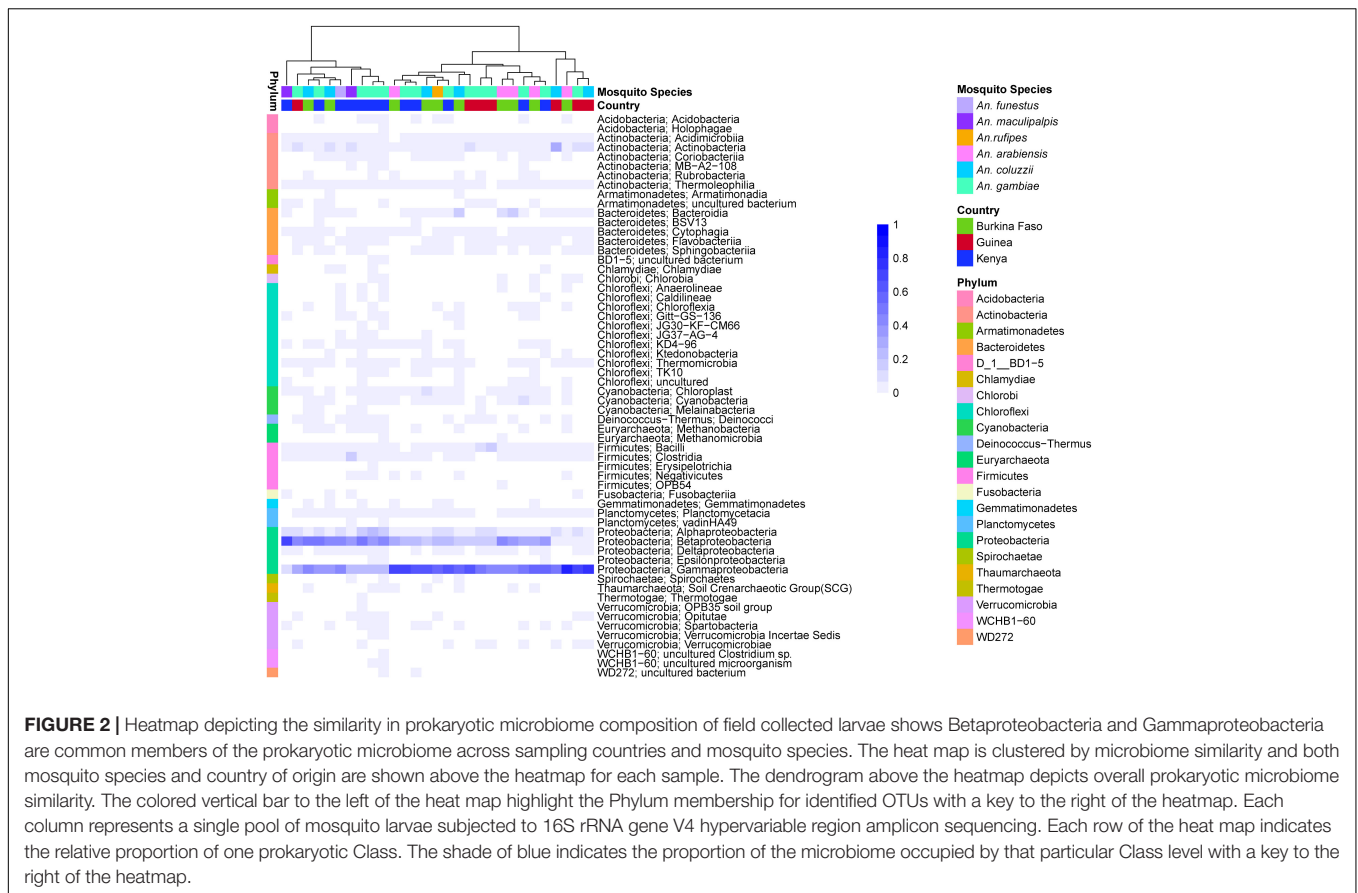 Phylum
Mosquito Species
Country
Acidobacteria; Acidobacteria
Acidobacteria; Holophagae
Actinobacteria; Acidimicrobiia
Actinobacteria; Actinobacteria
Actinobacteria; Coriobacteriia
Actinobacteria; MB−A2−108
Actinobacteria; Rubrobacteria
Actinobacteria; Thermoleophilia
Armatimonadetes; Armatimonadia
Armatimonadetes; uncultured bacterium
Bacteroidetes; Bacteroidia
Bacteroidetes; BSV13
Bacteroidetes; Cytophagia
Bacteroidetes; Flavobacteriia
Bacteroidetes; Sphingobacteriia
BD1−5; uncultured bacterium
Chlamydiae; Chlamydiae
Chlorobi; Chlorobia
Chloroflexi; Anaerolineae
Chloroflexi; Caldilineae
Chloroflexi; Chloroflexia
Chloroflexi; Gitt−GS−136
Chloroflexi; JG30−KF−CM66
Chloroflexi; JG37−AG−4
Chloroflexi; KD4−96
Chloroflexi; Ktedonobacteria
Chloroflexi; Thermomicrobia
Chloroflexi; TK10
Chloroflexi; uncultured
Cyanobacteria; Chloroplast
Cyanobacteria; Cyanobacteria
Cyanobacteria; Melainabacteria
Deinococcus−Thermus; Deinococci
Euryarchaeota; Methanobacteria
Euryarchaeota; Methanomicrobia
Firmicutes; Bacilli
Firmicutes; Clostridia
Firmicutes; Erysipelotrichia
Firmicutes; Negativicutes
Firmicutes; OPB54
Fusobacteria; Fusobacteriia
Gemmatimonadetes; Gemmatimonadetes
Planctomycetes; Planctomycetacia
Planctomycetes; vadinHA49
Proteobacteria; Alphaproteobacteria
Proteobacteria; Betaproteobacteria
Proteobacteria; Deltaproteobacteria
Proteobacteria; Epsilonproteobacteria
Proteobacteria; Gammaproteobacteria
Spirochaetae; Spirochaetes
Thaumarchaeota; Soil Crenarchaeotic Group(SCG)
Thermotogae; Thermotogae
Verrucomicrobia; OPB35 soil group
Verrucomicrobia; Opitutae
Verrucomicrobia; Spartobacteria
Verrucomicrobia; Verrucomicrobia Incertae Sedis
Verrucomicrobia; Verrucomicrobiae
WCHB1−60; uncultured Clostridium sp.
WCHB1−60; uncultured microorganism
WD272; uncultured bacterium
1
0.8
0.6
0.4
0.2
0
Mosquito Species
An. funestus
An. maculipalpis
An.rufipes
An. arabiensis
An. coluzzii
An. gambiae
Country
Burkina Faso
Guinea
Kenya
Phylum
Acidobacteria
Actinobacteria
Armatimonadetes
Bacteroidetes
D_1__BD1−5
Chlamydiae
Chlorobi
Chloroflexi
Cyanobacteria
Deinococcus−Thermus
Euryarchaeota
Firmicutes
Fusobacteria
Gemmatimonadetes
Planctomycetes
Proteobacteria
Spirochaetae
Thaumarchaeota
Thermotogae
Verrucomicrobia
WCHB1−60
WD272
FIGURE 2 | Heatmap depicting the similarity in prokaryotic microbiome composition of field collected larvae shows Betaproteobacteria and Gammaproteobacteria
are common members of the prokaryotic microbiome across sampling countries and mosquito species. The heat map is clustered by microbiome similarity and both
mosquito species and country of origin are shown above the heatmap for each sample. The dendrogram above the heatmap depicts overall prokaryotic microbiome
similarity. The colored vertical bar to the left of the heat map highlight the Phylum membership for identified OTUs with a key to the right of the heatmap. Each
column represents a single pool of mosquito larvae subjected to 16S rRNA gene V4 hypervariable region amplicon sequencing. Each row of the heat map indicates
the relative proportion of one prokaryotic Class. The shade of blue indicates the proportion of the microbiome occupied by that particular Class level with a key to the
right of the heatmap.